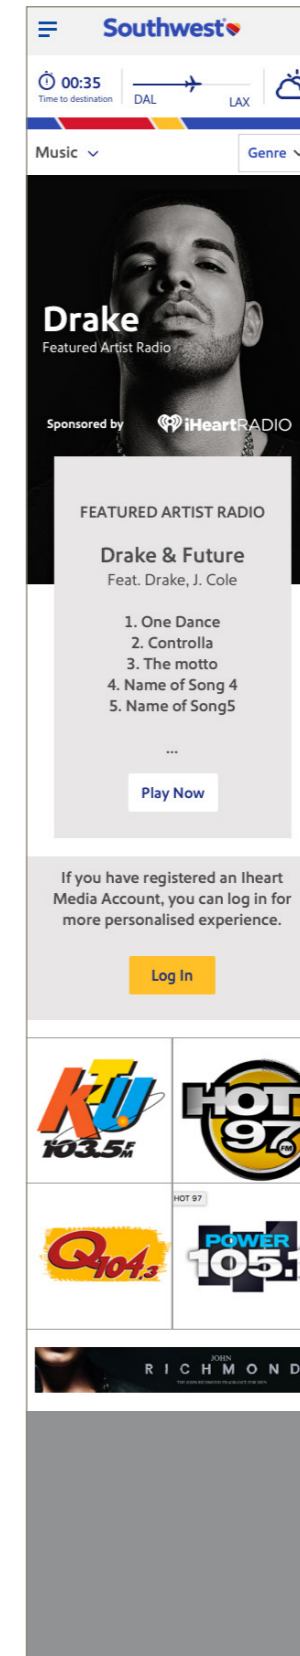 Southwest
00:35
Time to destination
DAL
LAX
Music
Genre
Drake
Featured Artist Radio
Sponsored by iHeartRADIO
FEATURED ARTIST RADIO
Drake & Future
Feat. Drake, J. Cole
1. One Dance
2. Controlla
3. The motto
4. Name of Song 4
5. Name of Song5
...
Play Now
If you have registered an Iheart
Media Account, you can log in for
more personalised experience.
Log In
KTU
103.5 FM
HOT
97
FM
HOT 97
Q104.3
POWER
105.1
JOHN
RICHMOND